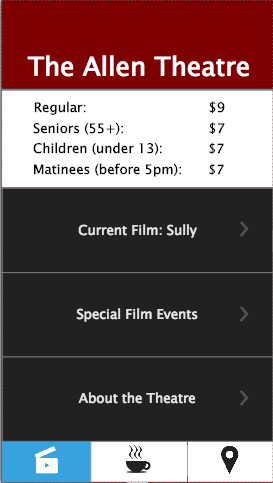 The Allen Theatre
Regular: $9
Seniors (55+): $7
Children (under 13): $7
Matinees (before 5pm): $7
Current Film: Sully
Special Film Events
About the Theatre